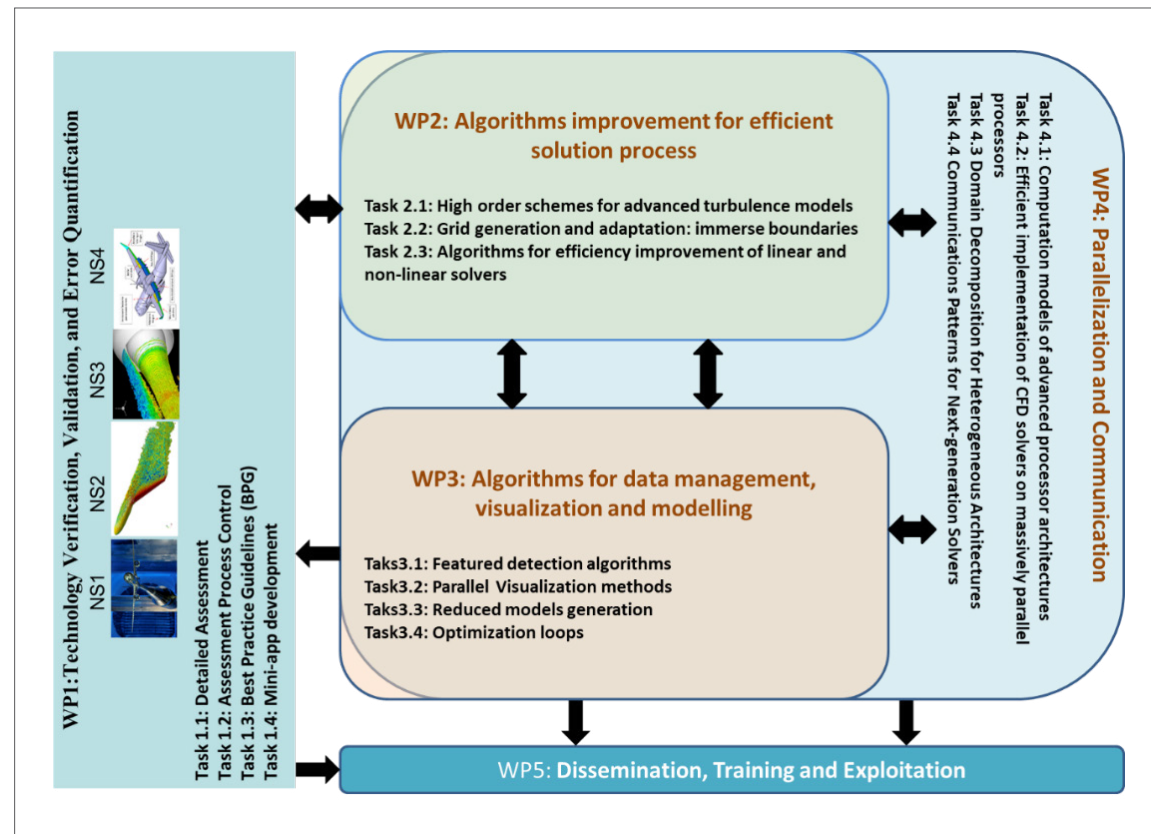 WP1:Technology Verification, Validation, and Error Quantification
NS4
NS3
NS2
NS1
Task 1.1: Detailed Assessment
Task 1.2: Assessment Process Control
Task 1.3: Best Practice Guidelines (BPG)
Task 1.4: Mini-app development
WP2: Algorithms improvement for efficient
solution process
Task 2.1: High order schemes for advanced turbulence models
Task 2.2: Grid generation and adaptation: immerse boundaries
Task 2.3: Algorithms for efficiency improvement of linear and
non-linear solvers
WP3: Algorithms for data management,
visualization and modelling
Taks3.1: Featured detection algorithms
Task3.2: Parallel Visualization methods
Taks3.3: Reduced models generation
Task3.4: Optimization loops
WP4: Parallelization and Communication
Task 4.1: Computation models of advanced processor architectures
Task 4.2: Efficient implementation of CFD solvers on massively parallel
processors
Task 4.3 Domain Decomposition for Heterogeneous Architectures
Task 4.4 Communications Patterns for Next-generation Solvers
WP5: Dissemination, Training and Exploitation